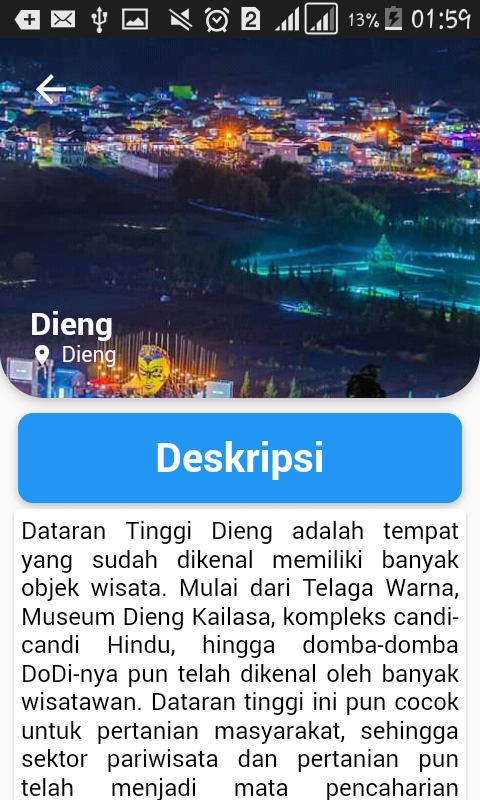 2 13% 01:59
Dieng
Dieng
Deskripsi
Dataran Tinggi Dieng adalah tempat
yang sudah dikenal memiliki banyak
objek wisata. Mulai dari Telaga Warna,
Museum Dieng Kailasa, kompleks candi-
candi Hindu, hingga domba-domba
DoDi-nya pun telah dikenal oleh banyak
wisatawan. Dataran tinggi ini pun cocok
untuk pertanian masyarakat, sehingga
sektor pariwisata dan pertanian pun
telah menjadi mata pencaharian